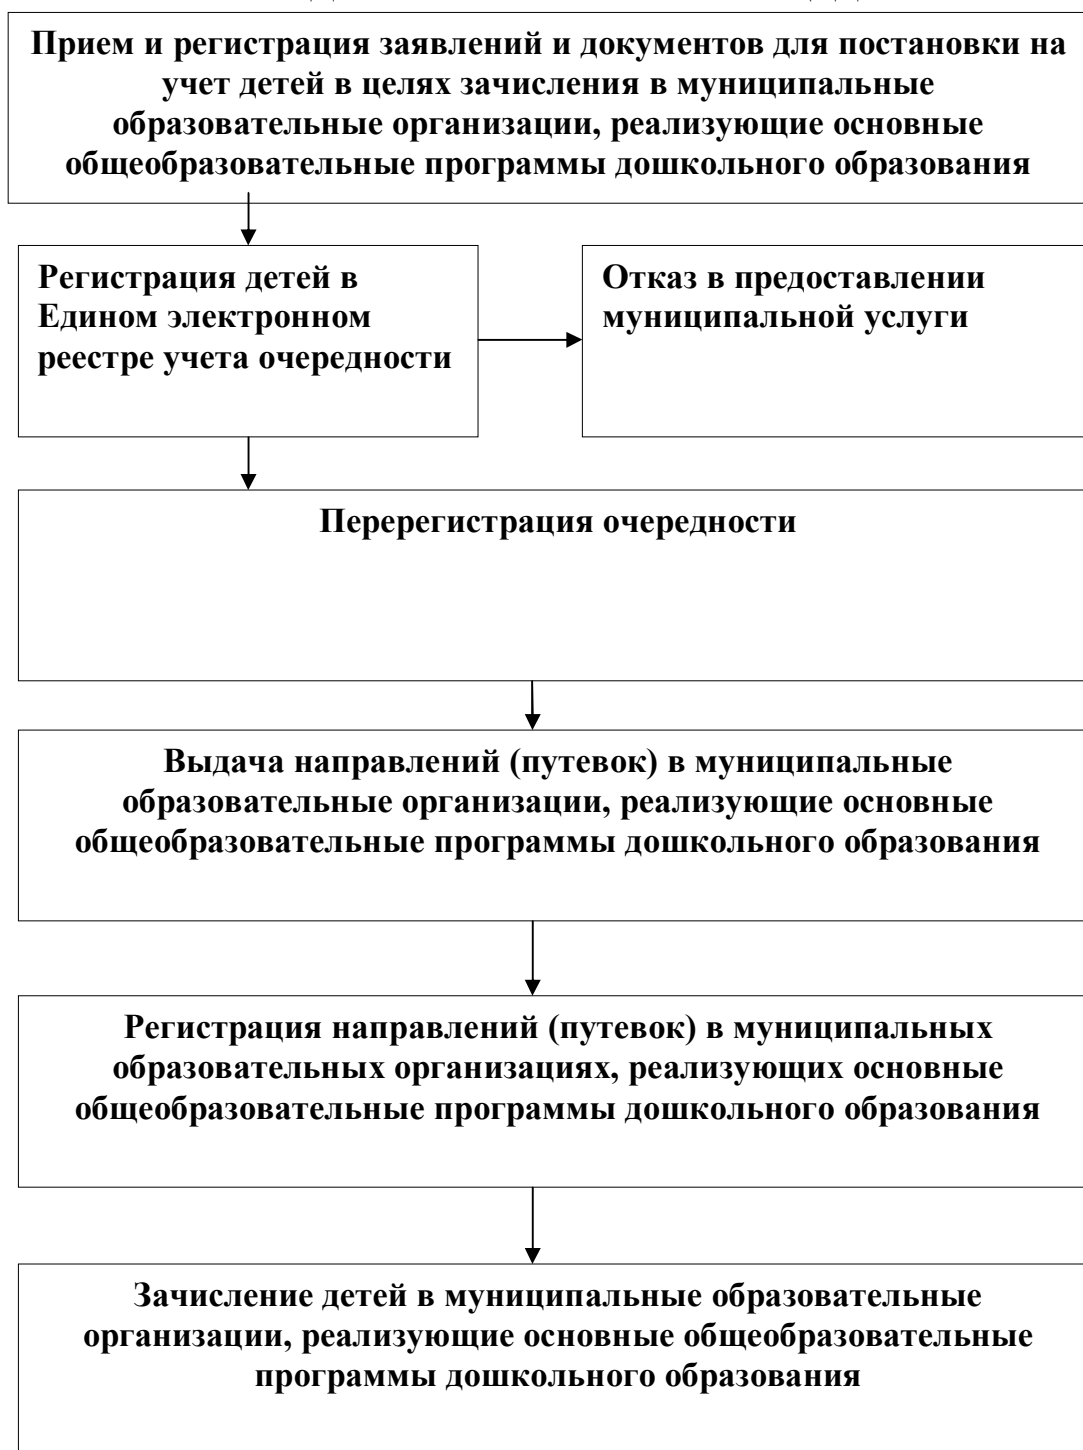 Прием и регистрация заявлений и документов для постановки на
учет детей в целях зачисления в муниципальные
образовательные организации, реализующие основные
общеобразовательные программы дошкольного образования
Регистрация детей в
Едином электронном
реестре учета очередности
Отказ в предоставлении
муниципальной услуги
Перерегистрация очередности
Выдача направлений (путевок) в муниципальные
образовательные организации, реализующие основные
общеобразовательные программы дошкольного образования
Регистрация направлений (путевок) в муниципальных
образовательных организациях, реализующих основные
общеобразовательные программы дошкольного образования
Зачисление детей в муниципальные образовательные
организации, реализующие основные общеобразовательные
программы дошкольного образования